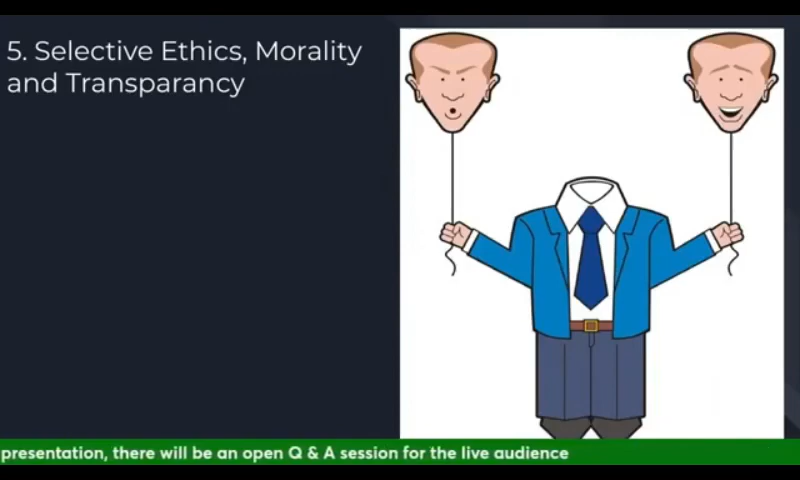 5. Selective Ethics, Morality
and Transparancy
presentation, there will be an open Q & A session for the live audience